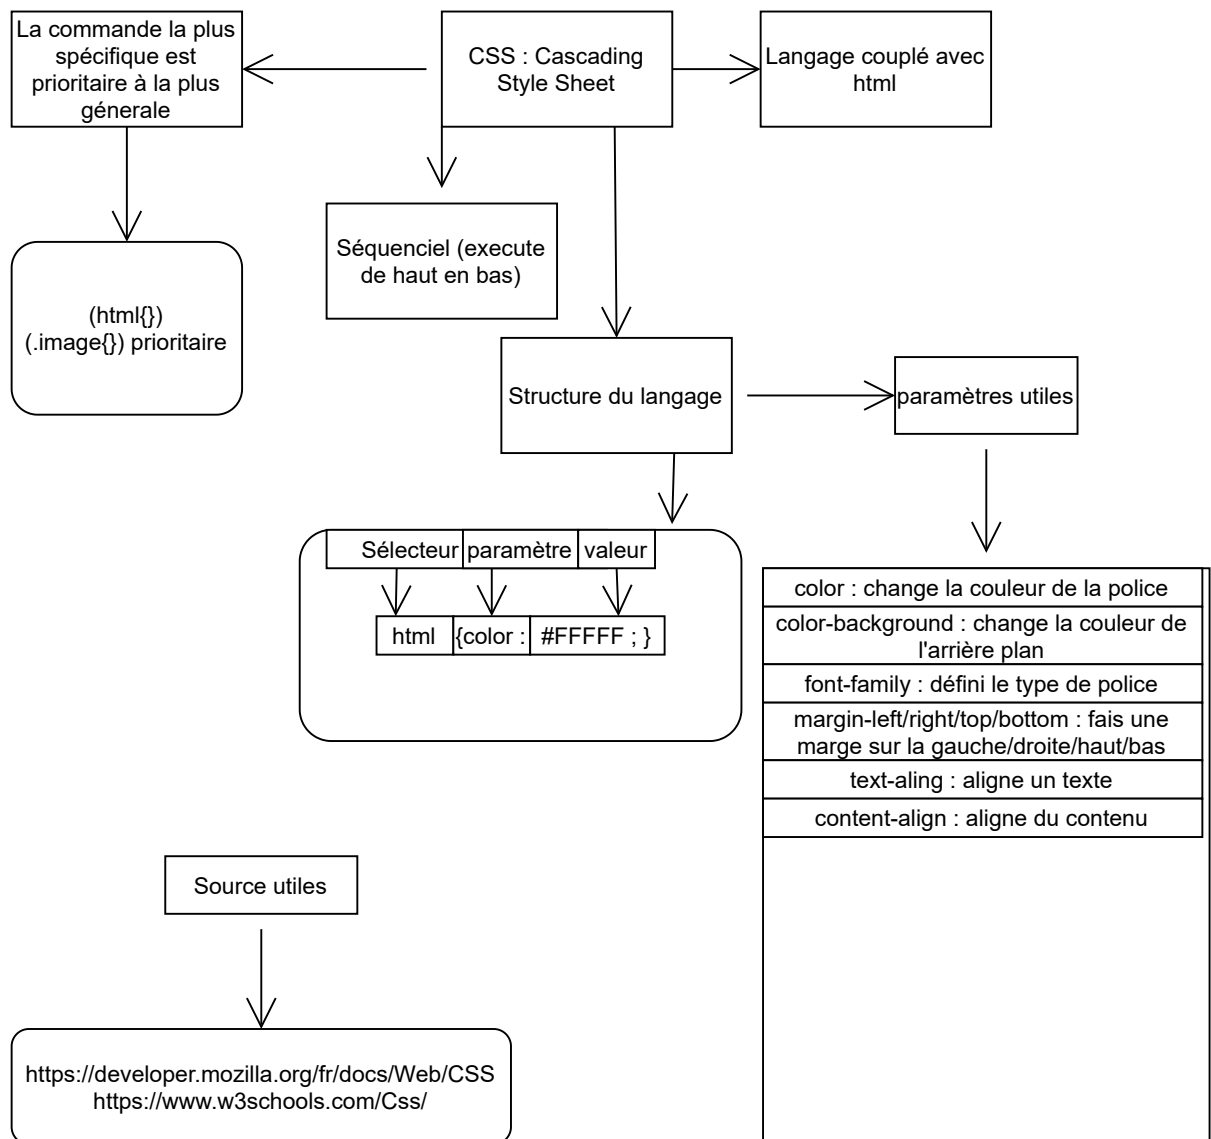 La commande la plus
spécifique est
prioritaire à la plus
génerale
CSS : Cascading
Style Sheet
Langage couplé avec
html
Séquenciel (execute
de haut en bas)
(html{})
(.image{}) prioritaire
Structure du langage
paramètres utiles
Sélecteur paramètre valeur
html {color : #FFFFF ; }
color : change la couleur de la police
color-background : change la couleur de
l'arrière plan
font-family : défini le type de police
margin-left/right/top/bottom : fais une
marge sur la gauche/droite/haut/bas
text-aling : aligne un texte
content-align : aligne du contenu
Source utiles
https://developer.mozilla.org/fr/docs/Web/CSS
https://www.w3schools.com/Css/